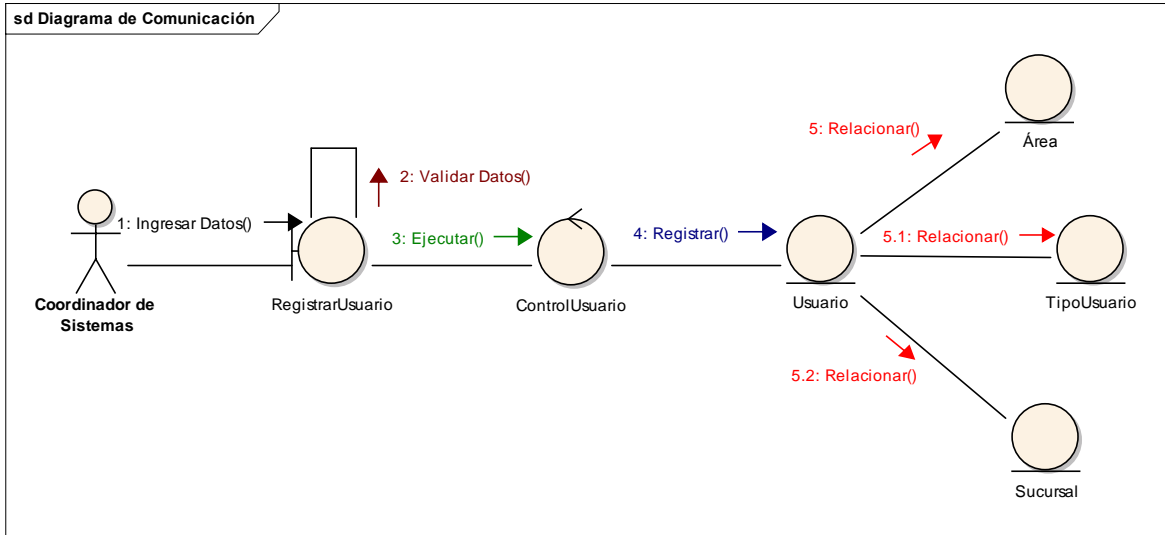 sd Diagrama de Comunicación
5: Relacionar()
Área
2: Validar Datos()
1: Ingresar Datos()
3: Ejecutar()
4: Registrar()
5.1: Relacionar()
Coordinador de
Sistemas
RegistrarUsuario
ControlUsuario
Usuario
TipoUsuario
5.2: Relacionar()
Sucursal